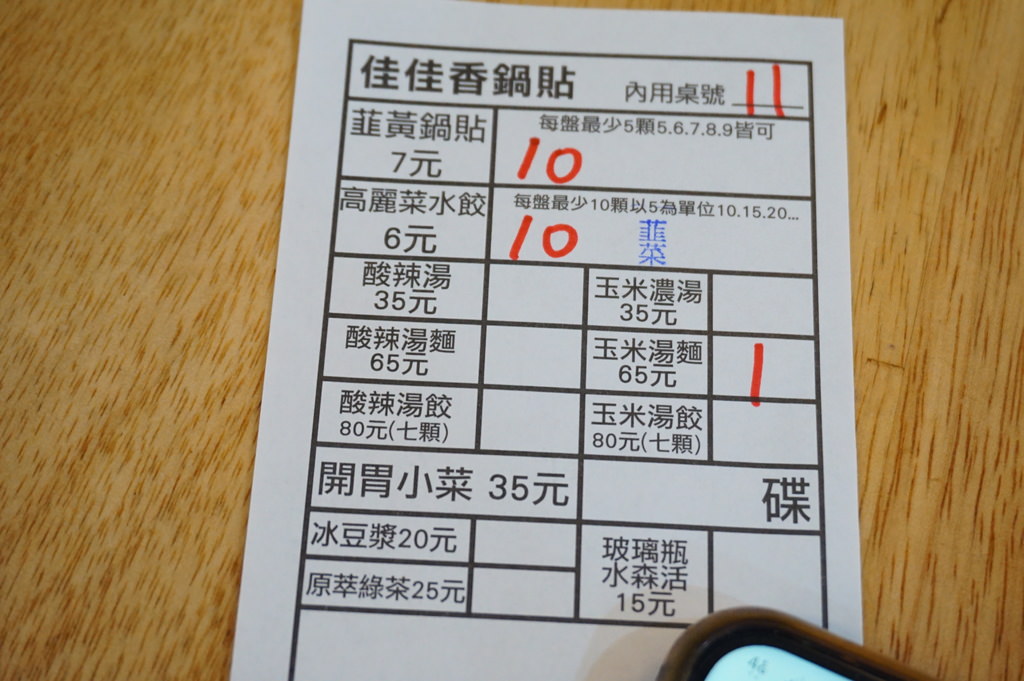 佳佳香鍋貼 內用桌號 11
韮黃鍋貼
7元
每盤最少5顆5.6.7.8.9皆可
10
高麗菜水餃
6元
每盤最少10顆以5為單位10.15.20...
10
韮
菜
酸辣湯
35元
玉米濃湯
35元
酸辣湯麵
65元
玉米湯麵
65元
1
酸辣湯餃
80元(七顆)
玉米湯餃
80元(七顆)
開胃小菜 35元
碟
冰豆漿20元
原萃綠茶25元
玻璃瓶
水森活
15元